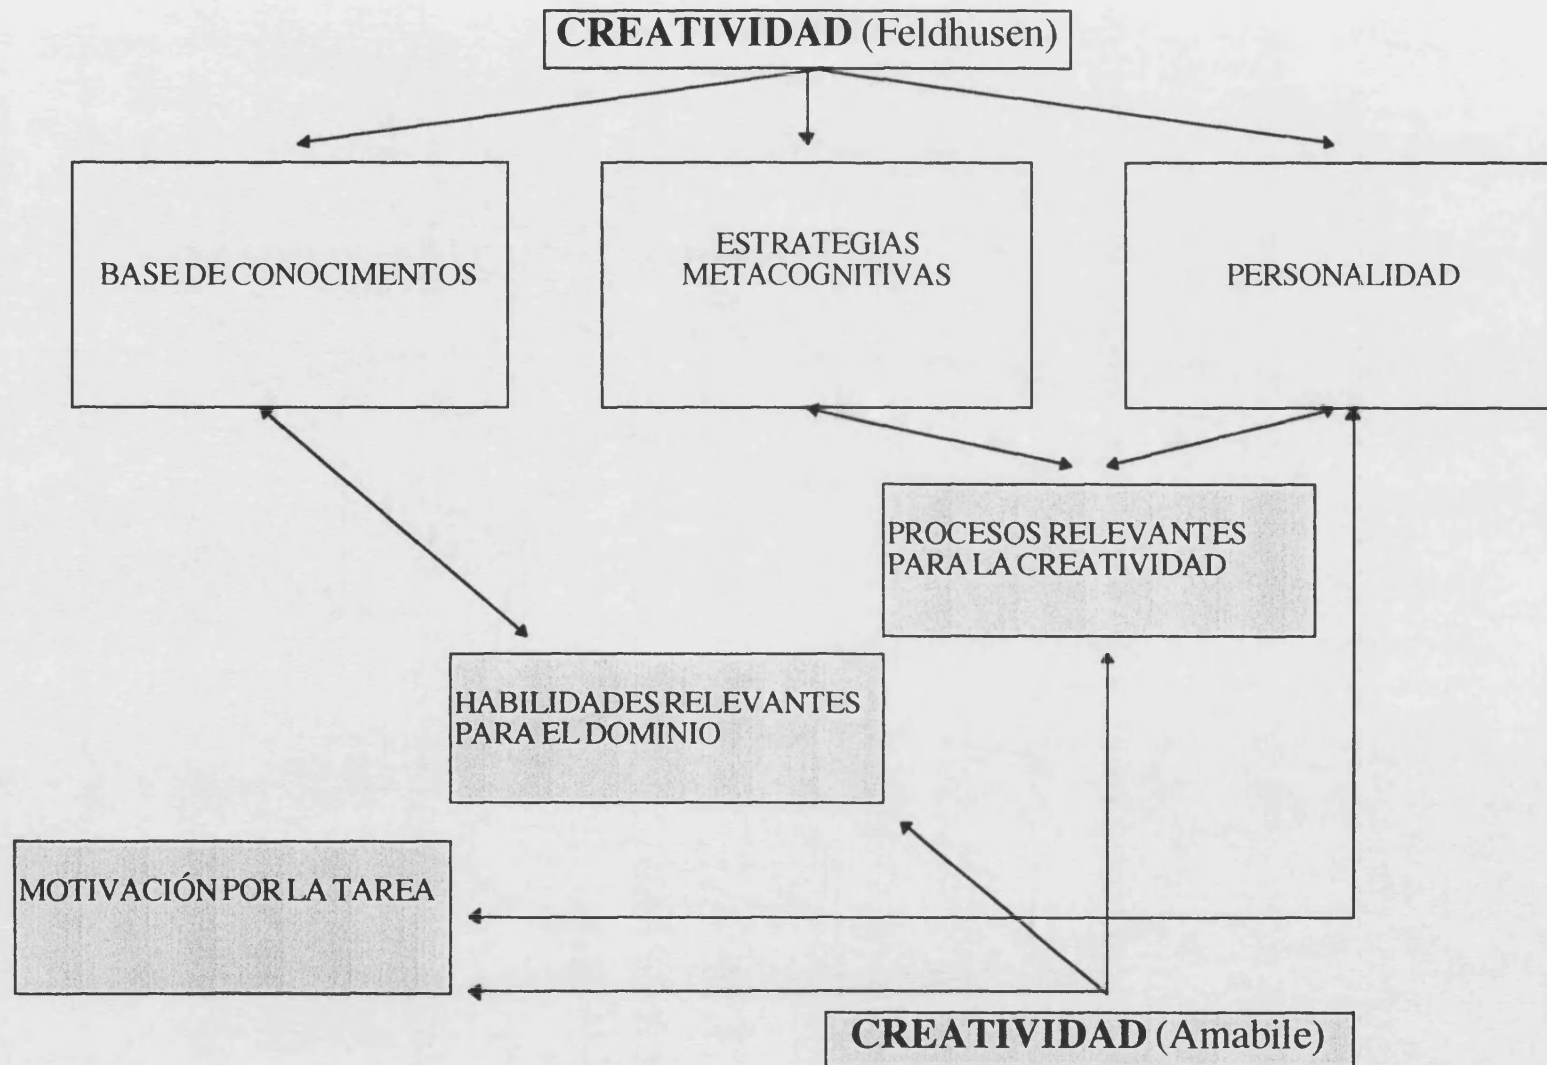 CREATIVIDAD (Feldhusen)
BASE DE CONOCIMENTOS
ESTRATEGIAS
METACOGNITIVAS
PERSONALIDAD
PROCESOS RELEVANTES
PARA LA CREATIVIDAD
HABILIDADES RELEVANTES
PARA EL DOMINIO
MOTIVACIÓN POR LA TAREA
CREATIVIDAD (Amabile)